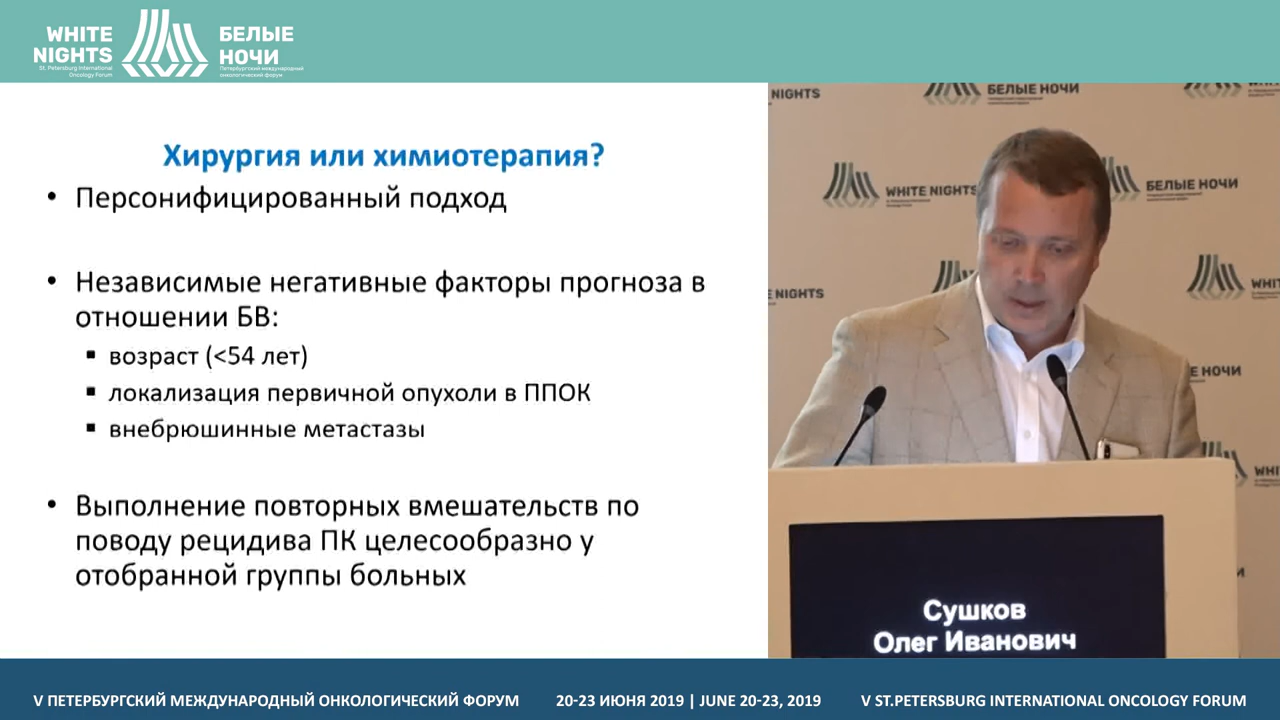 WHITE
NIGHTS
St. Petersburg International
Oncology Forum
БЕЛЫЕ
НОЧИ
Петербургский международный
онкологический форум
Хирургия или химиотерапия?
• Персонифицированный подход
• Независимые негативные факторы прогноза в
отношении БВ:
▪ возраст (<54 лет)
▪ локализация первичной опухоли в ППОК
▪ внебрюшинные метастазы
• Выполнение повторных вмешательств по
поводу рецидива ПК целесообразно у
отобранной группы больных
NIGHTS
БЕЛЫЕ НОЧИ
WHITE NIGHTS
БЕЛЫЕ НОЧИ
NIGHTS
WHI
Е НОЧИ
WHI
Сушков
Олег Иванович
V ПЕТЕРБУРГСКИЙ МЕЖДУНАРОДНЫЙ ОНКОЛОГИЧЕСКИЙ ФОРУМ
20-23 ИЮНЯ 2019 | JUNE 20-23, 2019
V ST.PETERSBURG INTERNATIONAL ONCOLOGY FORUM